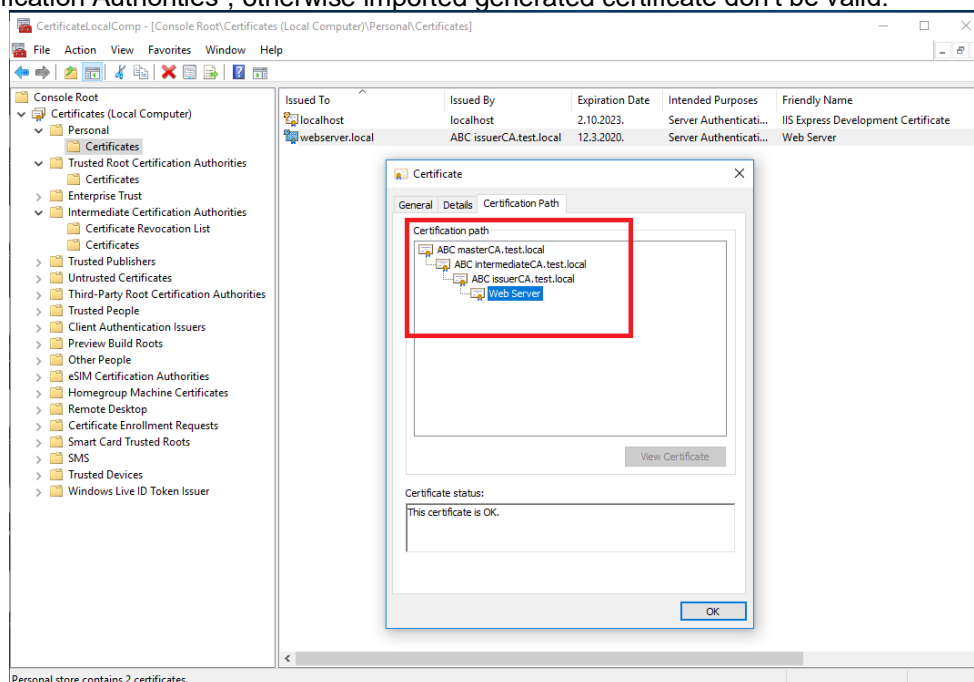 ification Authorities", otherwise imported generated certificate don't be valid.
CertificateLocalComp - [Console Root\Certificates (Local Computer)\Personal\Certificates]
File Action View Favorites Window Help
Console Root
Certificates (Local Computer)
Personal
Certificates
Trusted Root Certification Authorities
Certificates
Enterprise Trust
Intermediate Certification Authorities
Certificate Revocation List
Certificates
Trusted Publishers
Untrusted Certificates
Third-Party Root Certification Authorities
Trusted People
Client Authentication Issuers
Preview Build Roots
Other People
eSIM Certification Authorities
Homegroup Machine Certificates
Remote Desktop
Certificate Enrollment Requests
Smart Card Trusted Roots
SMS
Trusted Devices
Windows Live ID Token Issuer
Issued To Issued By Expiration Date Intended Purposes Friendly Name
localhost localhost 2.10.2023. Server Authenticati... IIS Express Development Certificate
webserver.local ABC issuerCA.test.local 12.3.2020. Server Authenticati... Web Server
Certificate
General Details Certification Path
Certification path
ABC masterCA.test.local
ABC intermediateCA.test.local
ABC issuerCA.test.local
Web Server
View Certificate
Certificate status:
This certificate is OK.
OK
Personal store contains 2 certificates.